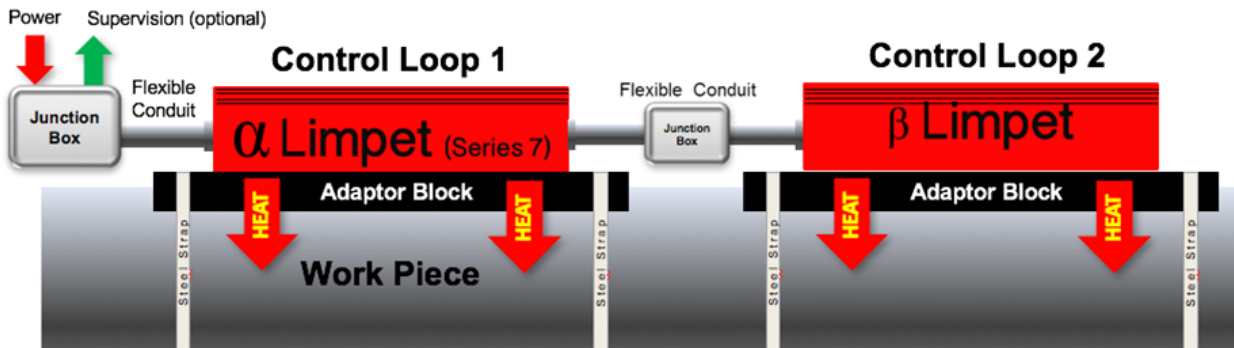 Power
Supervision (optional)
Control Loop 1
Control Loop 2
Flexible
Conduit
Flexible Conduit
Junction
Box
α Limpet (Series 7)
Junction
Box
β Limpet
Adaptor Block
Adaptor Block
HEAT
HEAT
HEAT
HEAT
Work Piece
Steel Strap
Steel Strap
Steel Strap
Steel Strap